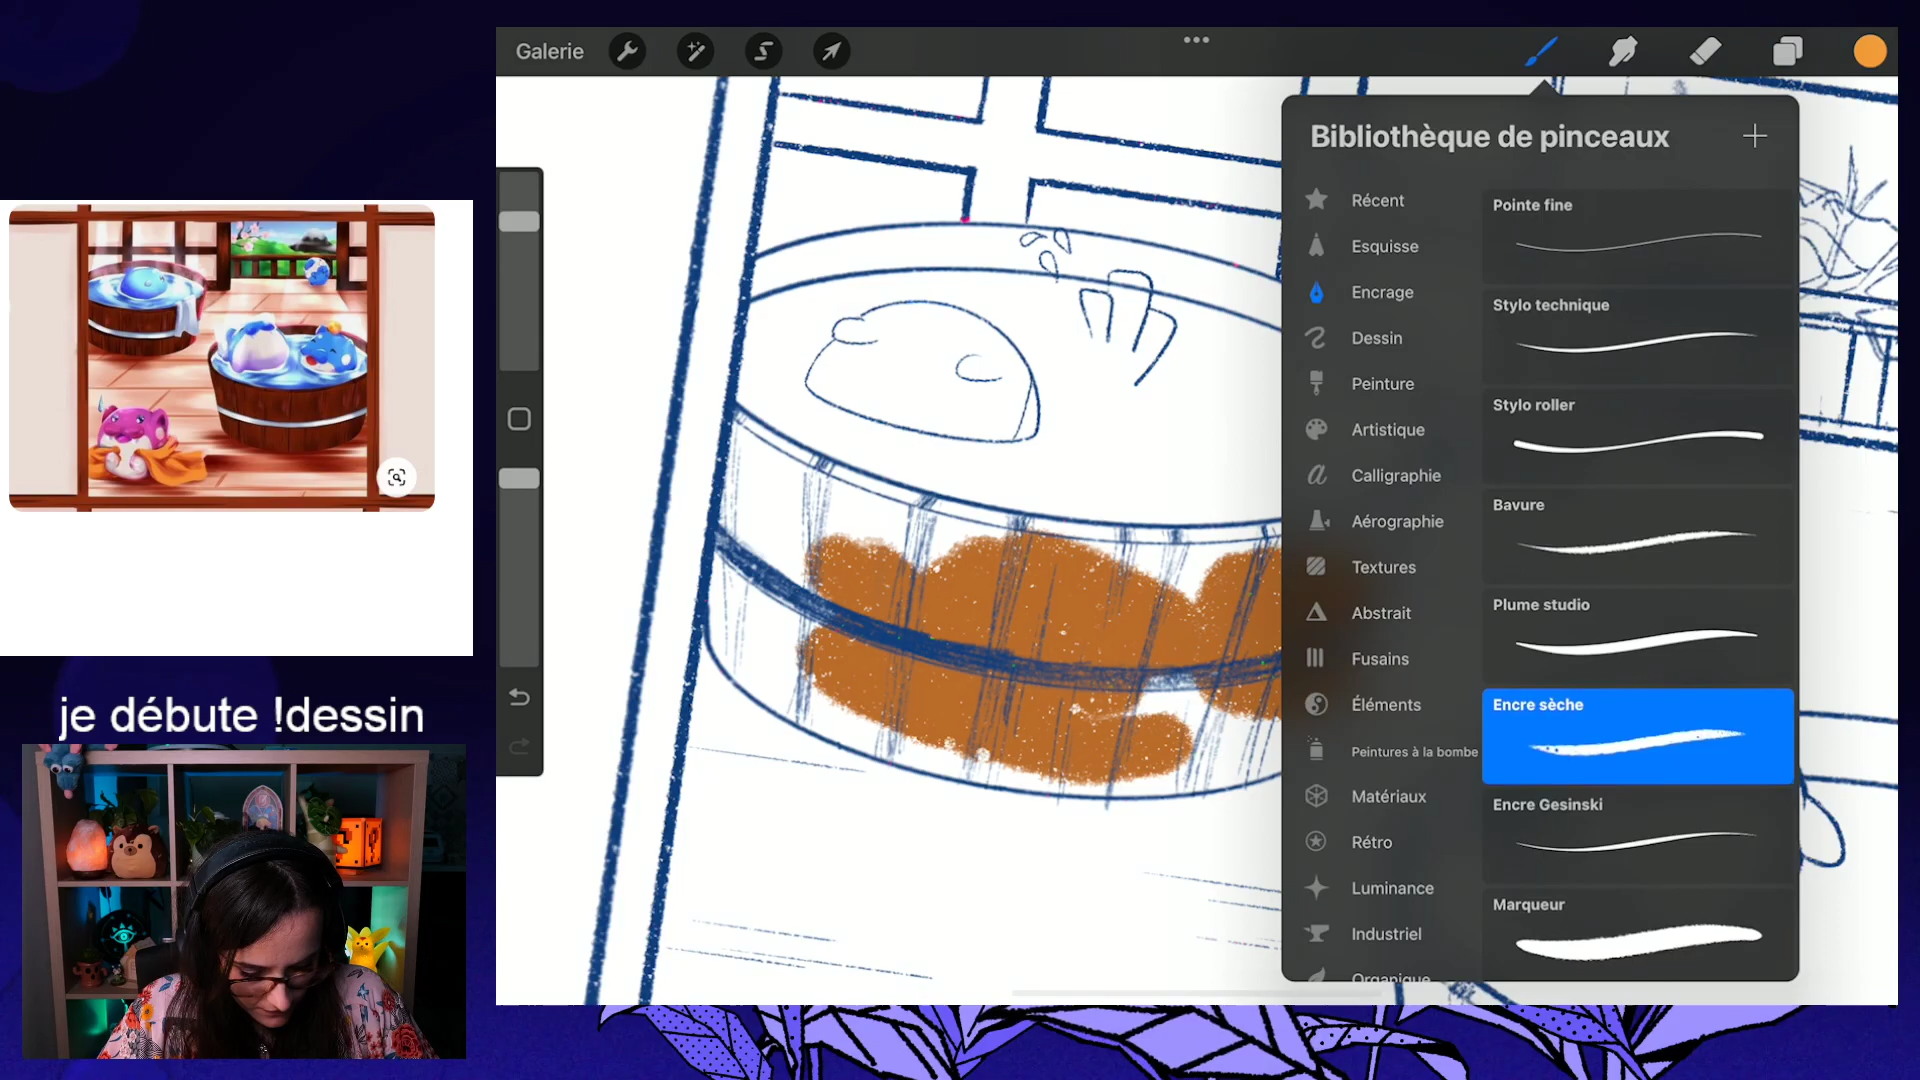 Galerie
Bibliothèque de pinceaux
Récent
Esquisse
Encrage
Dessin
Peinture
Artistique
Calligraphie
Aérographie
Textures
Abstrait
Fusains
Éléments
Peintures à la bombe
Matériaux
Rétro
Luminance
Industriel
Organique
Pointe fine
Stylo technique
Stylo roller
Bavure
Plume studio
Encre sèche
Encre Gesinski
Marqueur
je débute !dessin